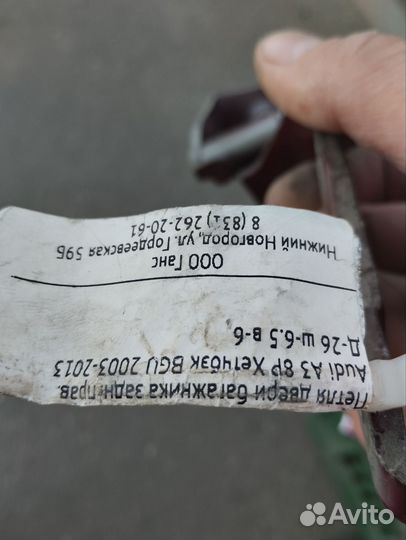 Петля двери багажника задн. прав.
Audi A3 8P Хетчбэк BGU 2003-2013
Д-26 ш-6.5 в-6
ООО Ганс
Нижний Новгород, ул. Гордеевская 59Б
8 (831) 262-20-61
Avito